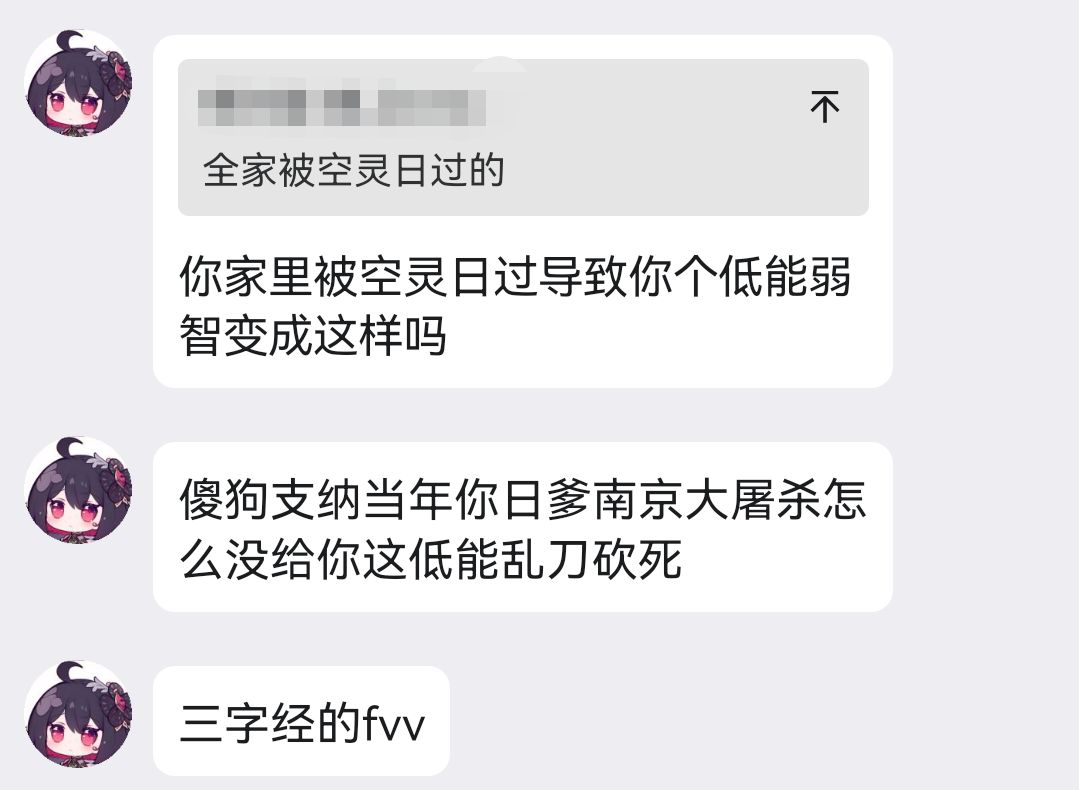 全家被空灵日过的
你家里被空灵日过导致你个低能弱
智变成这样吗
傻狗支纳当年你日爹南京大屠杀怎
么没给你这低能乱刀砍死
三字经的fvv